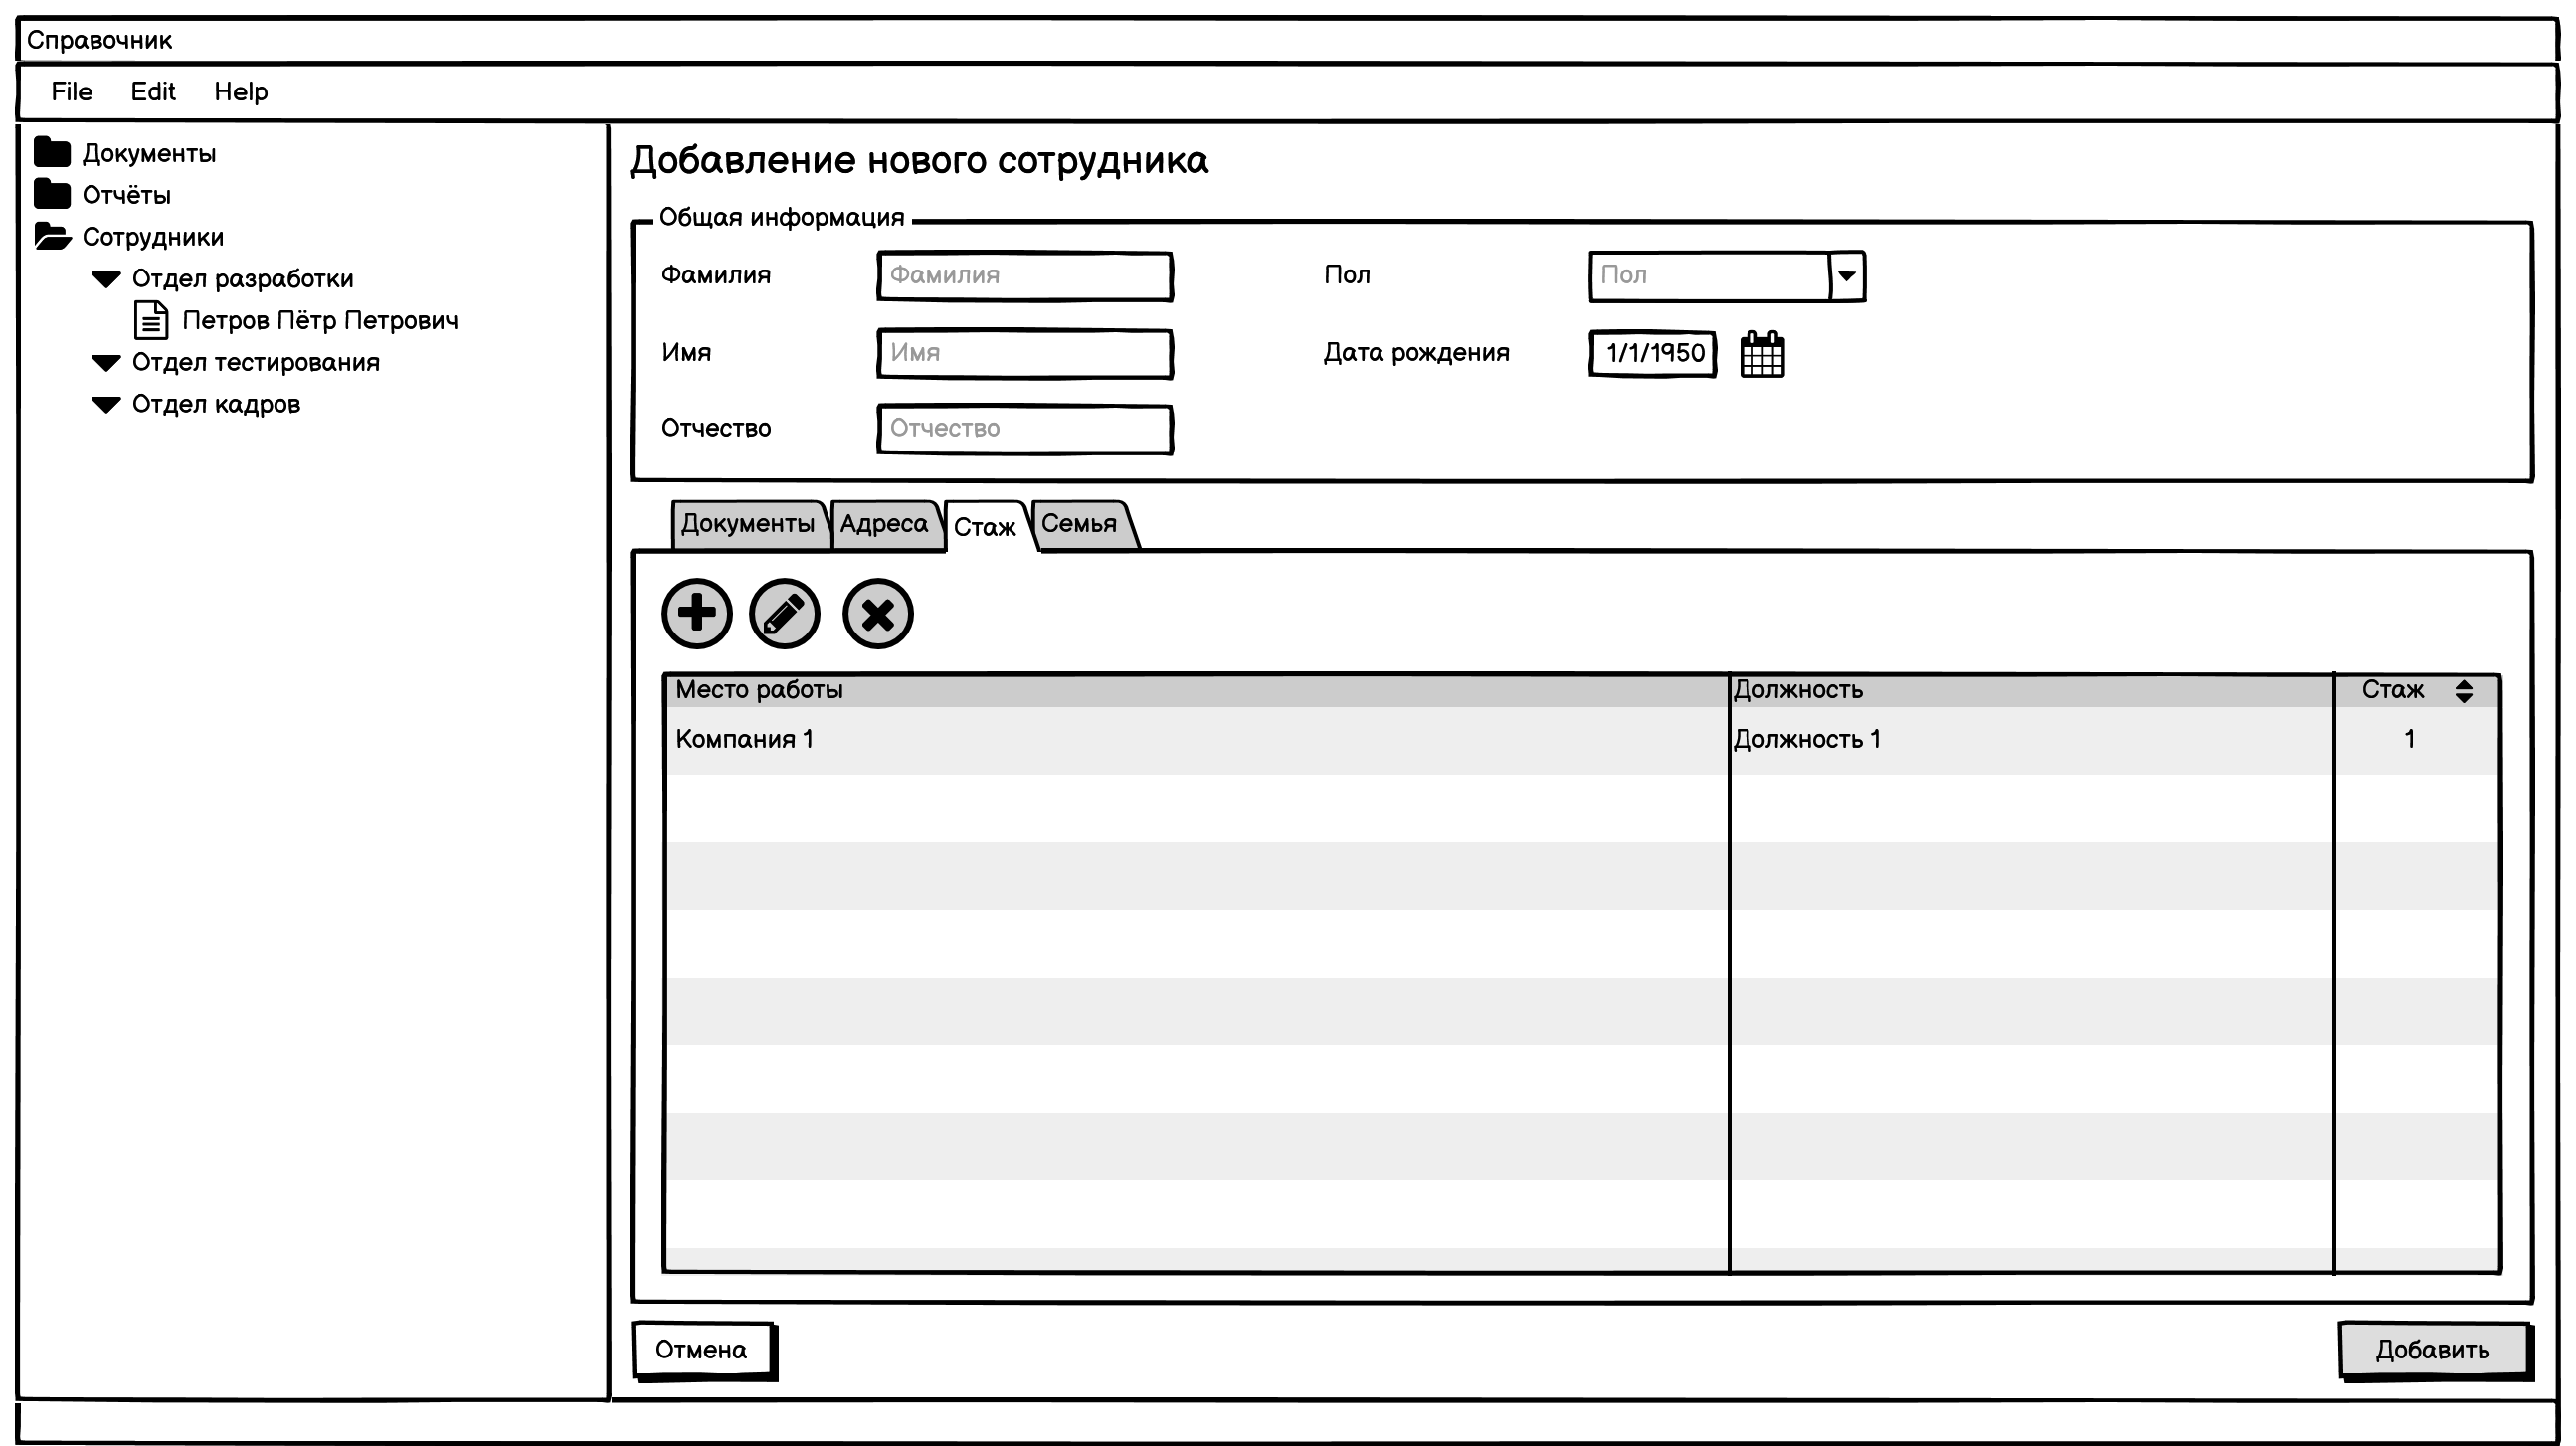 Справочник
File Edit Help
Документы
Отчёты
Сотрудники
Отдел разработки
Петров Пётр Петрович
Отдел тестирования
Отдел кадров
Добавление нового сотрудника
Общая информация
Фамилия Фамилия Пол Пол
Имя Имя Дата рождения 1/1/1950
Отчество Отчество
Документы Адреса Стаж Семья
Место работы Должность Стаж
Компания 1 Должность 1 1
Отмена Добавить